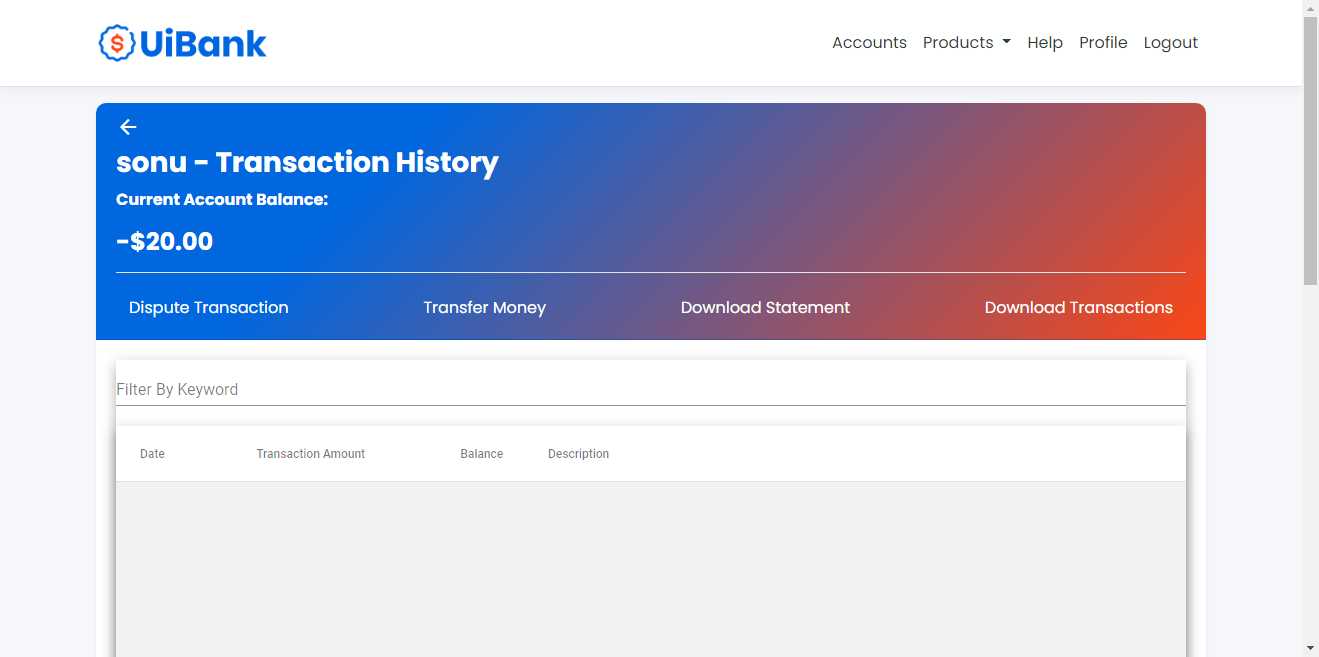 UiBank
Accounts Products Help Profile Logout
sonu - Transaction History
Current Account Balance:
-$20.00
Dispute Transaction Transfer Money Download Statement Download Transactions
Filter By Keyword
Date Transaction Amount Balance Description